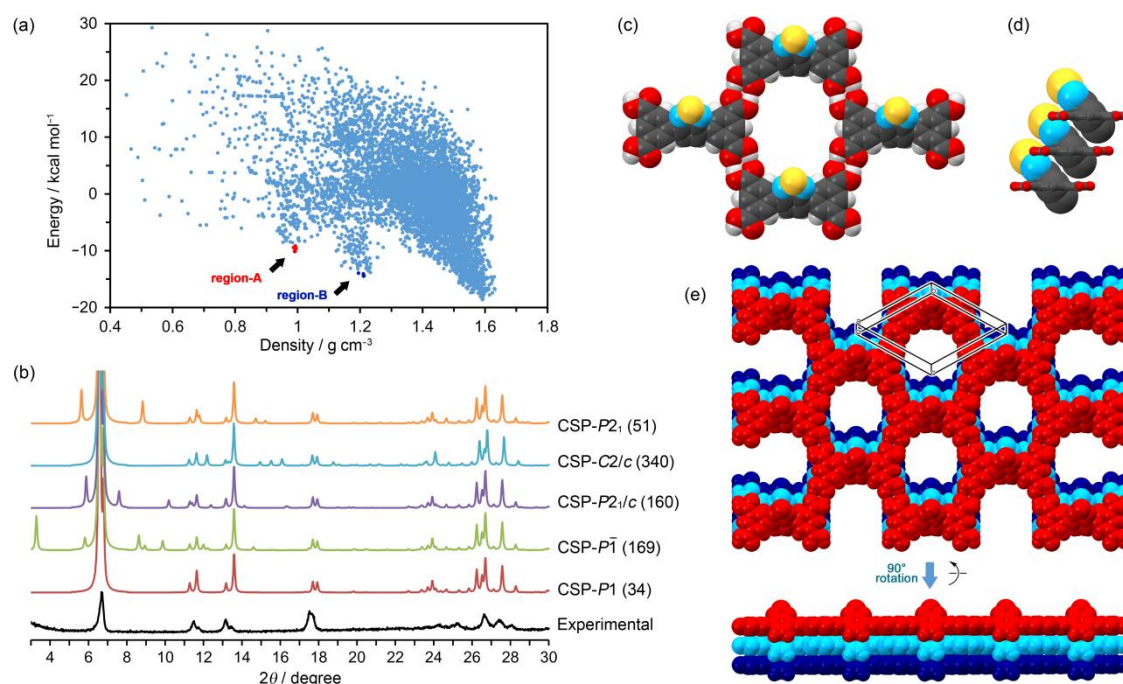 (a)
30
20
10
0
−10
−20
Energy / kcal mol⁻¹
region-A
region-B
0.4 0.6 0.8 1 1.2 1.4 1.6 1.8
Density / g cm⁻³
(b)
CSP-P2₁ (51)
CSP-C2/c (340)
CSP-P2₁/c (160)
CSP-P1̅ (169)
CSP-P1 (34)
Experimental
4 6 8 10 12 14 16 18 20 22 24 26 28 30
2θ / degree
(c)
(d)
(e)
90°
rotation